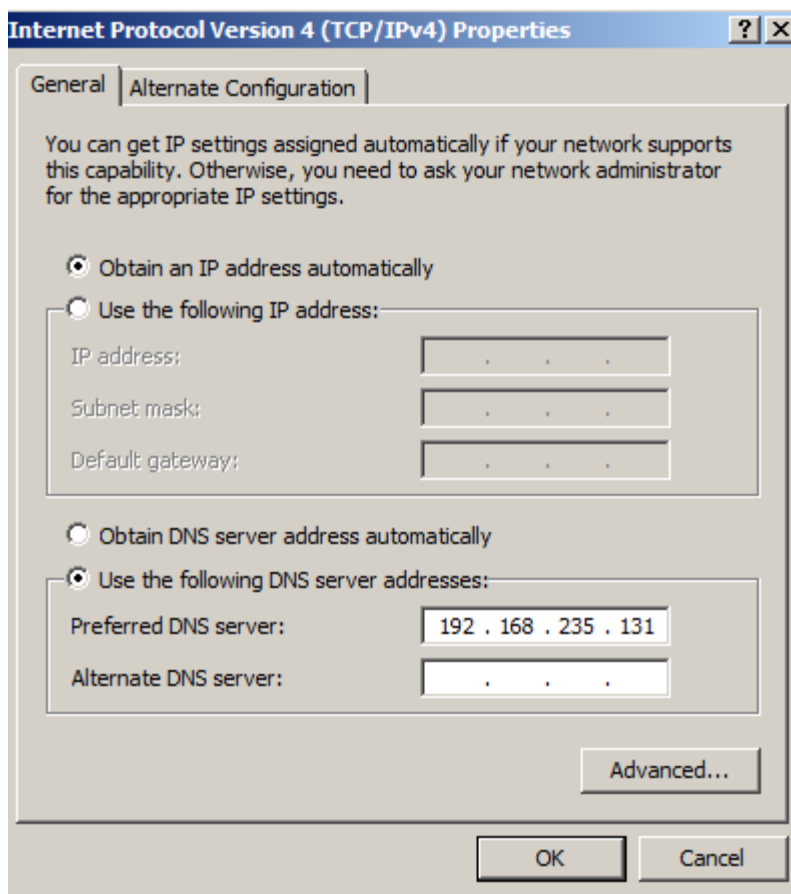 Internet Protocol Version 4 (TCP/IPv4) Properties
General
Alternate Configuration
You can get IP settings assigned automatically if your network supports
this capability. Otherwise, you need to ask your network administrator
for the appropriate IP settings.
Obtain an IP address automatically
Use the following IP address:
IP address: . . .
Subnet mask: . . .
Default gateway: . . .
Obtain DNS server address automatically
Use the following DNS server addresses:
Preferred DNS server: 192 . 168 . 235 . 131
Alternate DNS server: . . .
Advanced...
OK Cancel